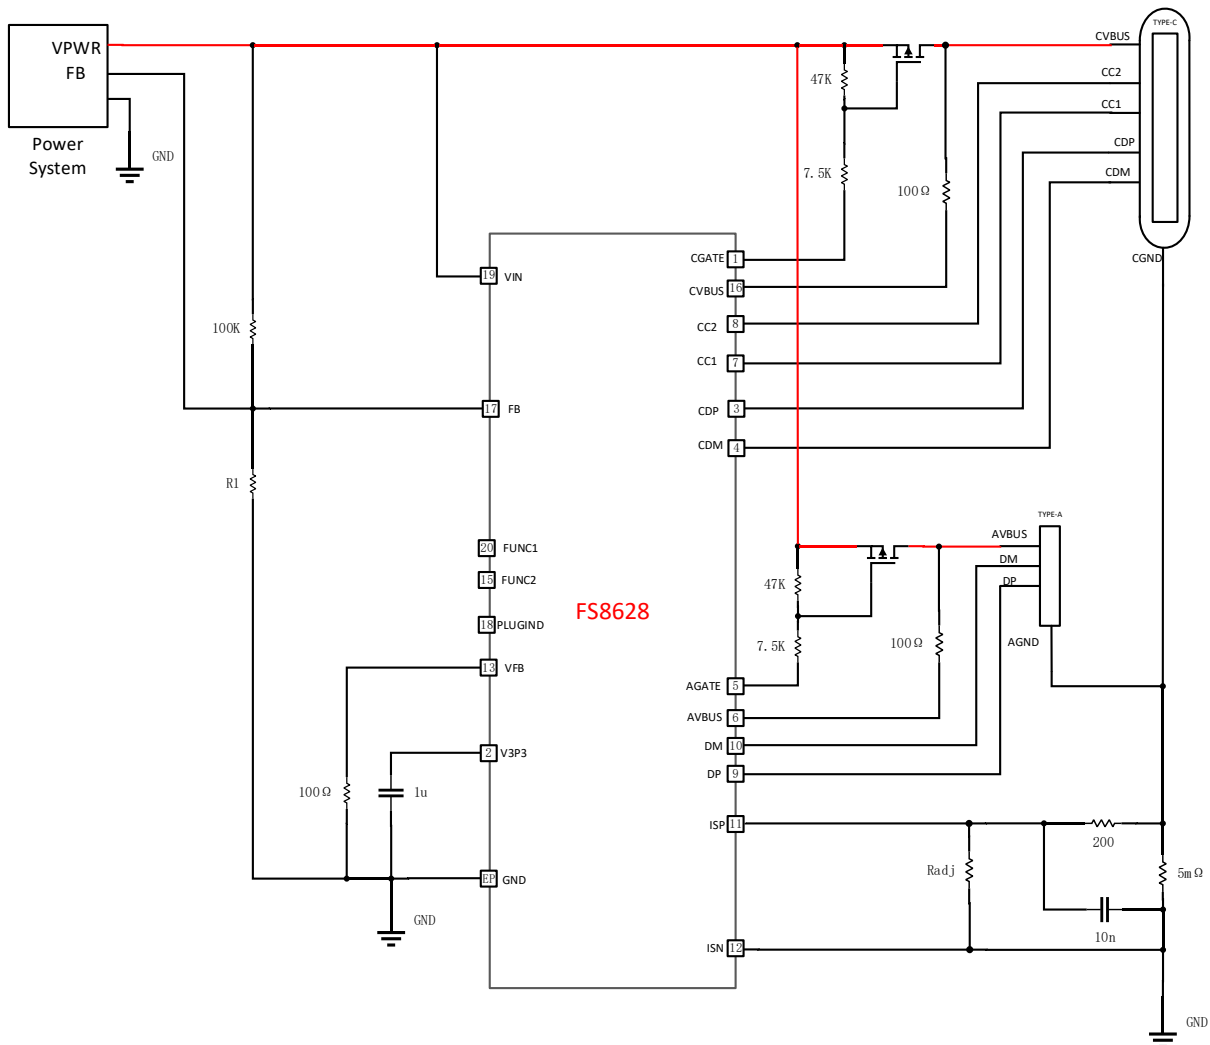 TYPE-C
CVBUS
VPWR
FB
CC2
47K
CC1
Power
System
GND
CDP
7.5K
CDM
100Ω
CGATE
1
CGND
19
VIN
CVBUS
16
100K
CC2
8
CC1
7
17
FB
CDP
3
CDM
4
R1
TYPE-A
AVBUS
20
FUNC1
DM
15
FUNC2
47K
DP
FS8628
18
PLUGIND
7.5K
100Ω
AGND
13
VFB
AGATE
5
AVBUS
6
DM
10
2
V3P3
DP
9
100Ω
1u
ISP
11
200
Radj
5mΩ
EP
GND
GND
10n
ISN
12
GND